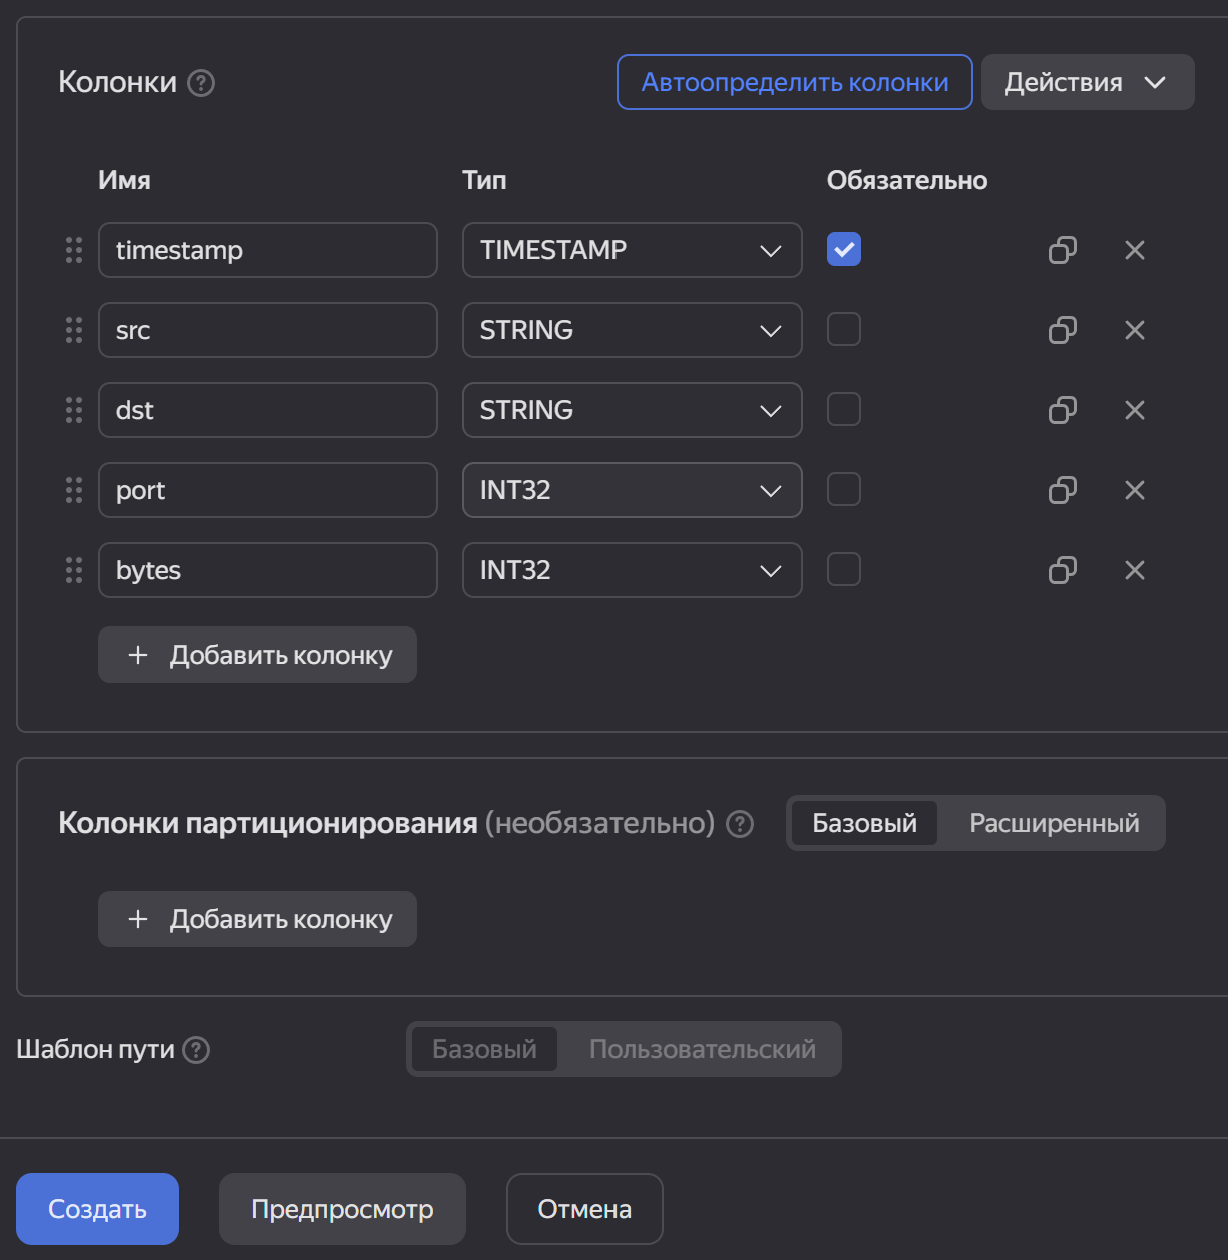 Колонки
Автоопределить колонки
Действия
Имя Тип Обязательно
timestamp TIMESTAMP
src STRING
dst STRING
port INT32
bytes INT32
+ Добавить колонку
Колонки партиционирования (необязательно)
Базовый Расширенный
+ Добавить колонку
Шаблон пути
Базовый Пользовательский
Создать Предпросмотр Отмена